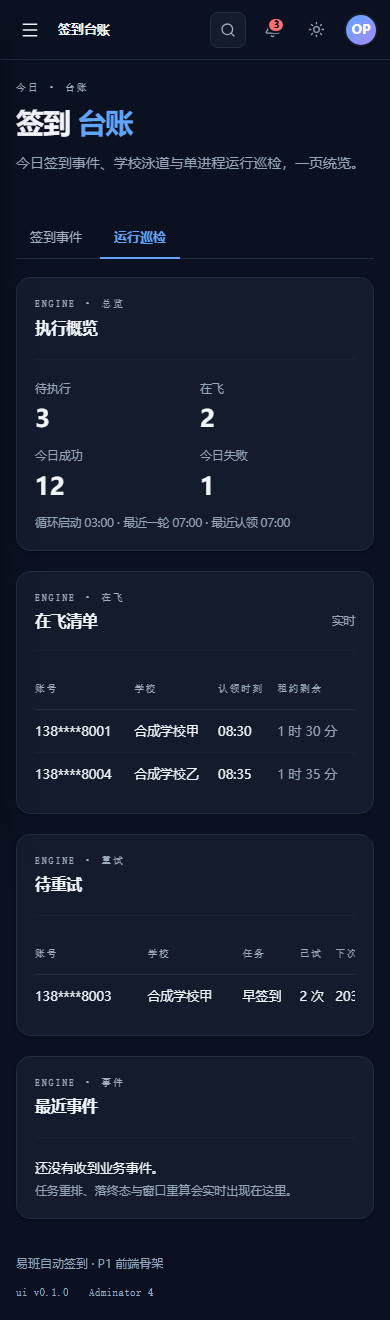 签到台账
3
OP
今日 • 台账
签到 台账
今日签到事件、学校泳道与单进程运行巡检，一页统览。
签到事件 运行巡检
ENGINE • 总览
执行概览
待执行 在飞
3 2
今日成功 今日失败
12 1
循环启动 03:00 · 最近一轮 07:00 · 最近认领 07:00
ENGINE • 在飞
在飞清单 实时
账号 学校 认领时刻 租约剩余
138****8001 合成学校甲 08:30 1 时 30 分
138****8004 合成学校乙 08:35 1 时 35 分
ENGINE • 重试
待重试
账号 学校 任务 已试 下次
138****8003 合成学校甲 早签到 2 次 203
ENGINE • 事件
最近事件
还没有收到业务事件。
任务重排、落终态与窗口重算会实时出现在这里。
易班自动签到 · P1 前端骨架
ui v0.1.0 Adminator 4